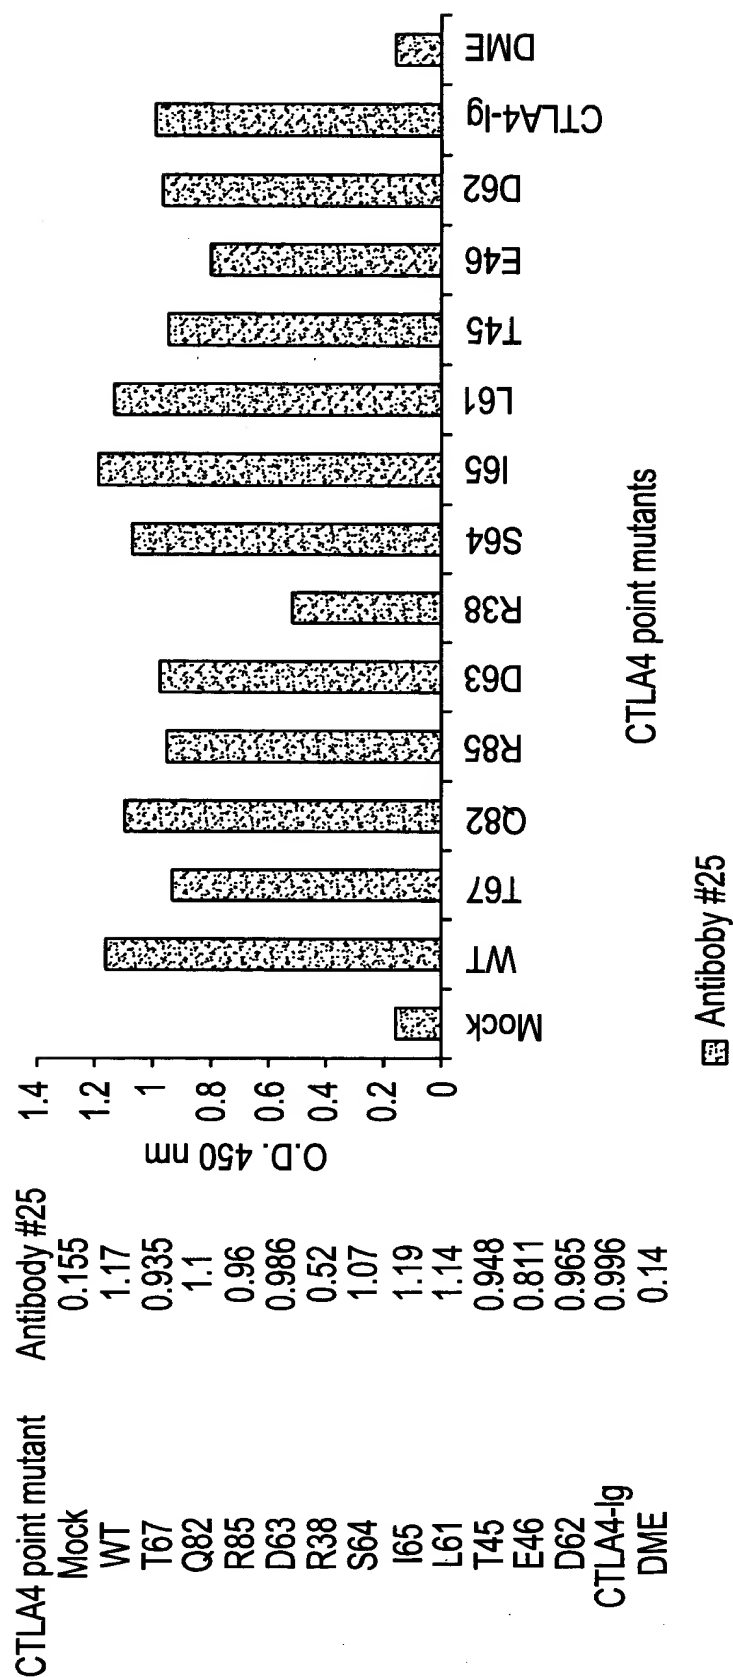 CTLA4 point mutant Antibody #25
Mock 0.155
WT 1.17
T67 0.935
Q82 1.1
R85 0.96
D63 0.986
R38 0.52
S64 1.07
I65 1.19
L61 1.14
T45 0.948
E46 0.811
D62 0.965
CTLA4-Ig 0.996
DME 0.14
O.D. 450 nm
1.4
1.2
1
0.8
0.6
0.4
0.2
0
Mock
WT
T67
Q82
R85
D63
R38
S64
I65
L61
T45
E46
D62
CTLA4-Ig
DME
CTLA4 point mutants
Antiboby #25